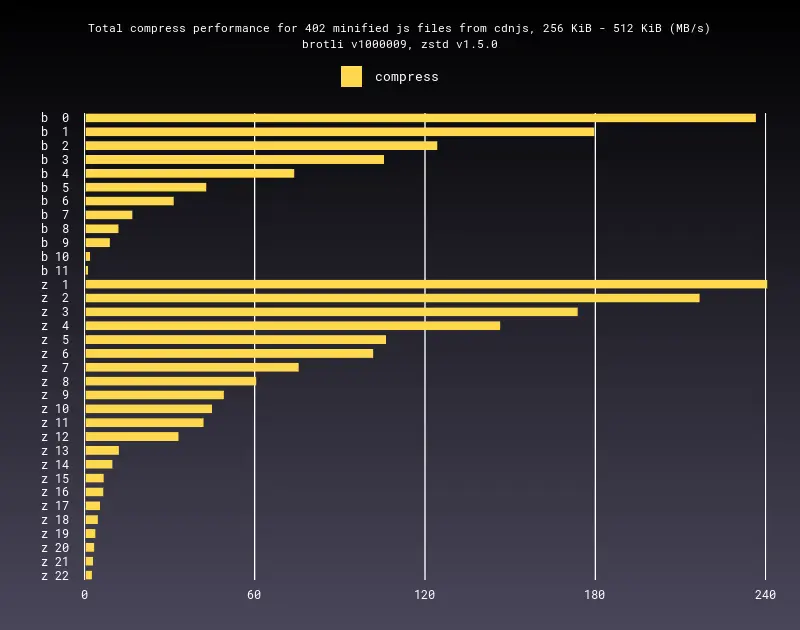 Total compress performance for 402 minified js files from cdnjs, 256 KiB - 512 KiB (MB/s)
brotli v1000009, zstd v1.5.0
compress
b  0
b  1
b  2
b  3
b  4
b  5
b  6
b  7
b  8
b  9
b 10
b 11
z  1
z  2
z  3
z  4
z  5
z  6
z  7
z  8
z  9
z 10
z 11
z 12
z 13
z 14
z 15
z 16
z 17
z 18
z 19
z 20
z 21
z 22
0 60 120 180 240